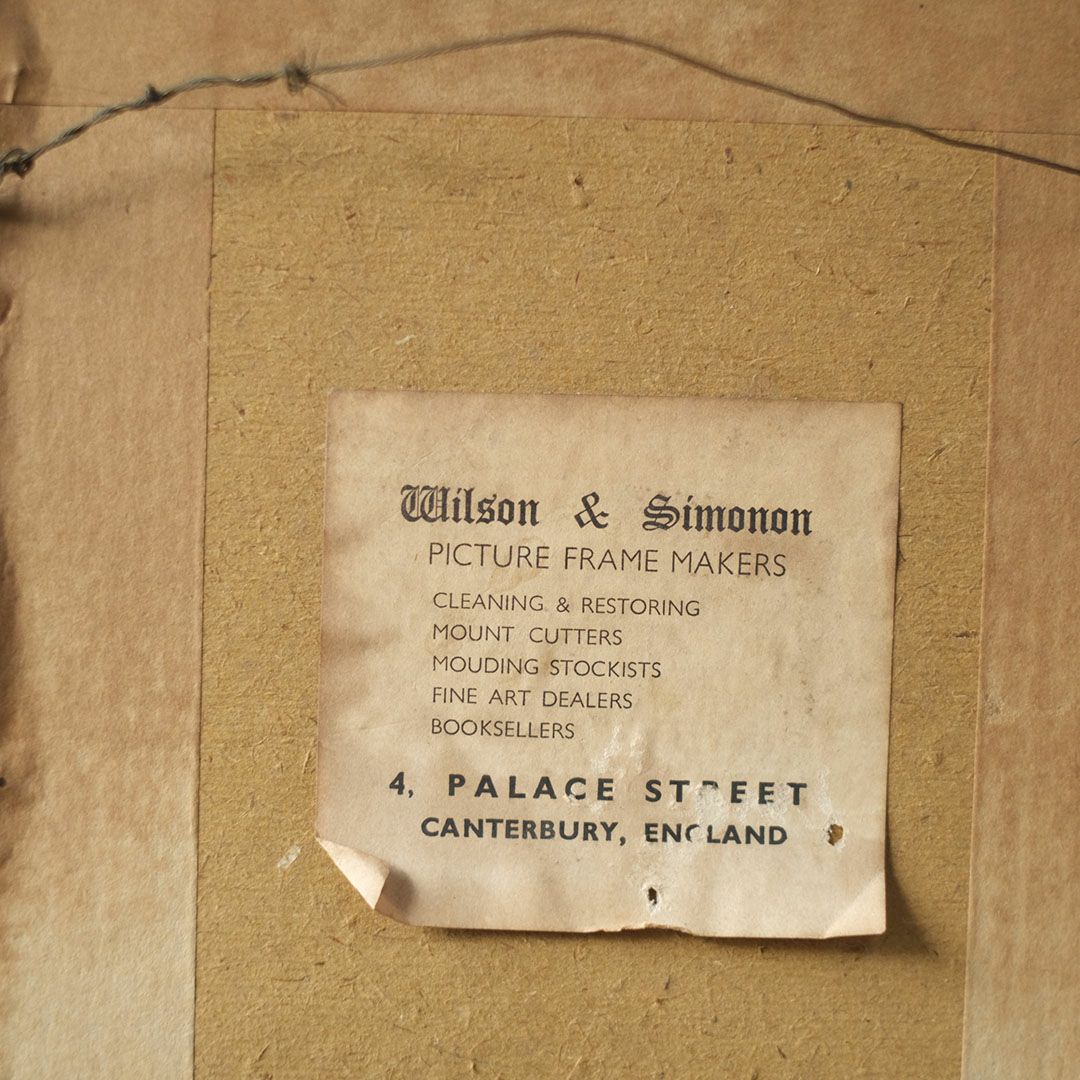 Wilson & Simonon
PICTURE FRAME MAKERS
CLEANING & RESTORING
MOUNT CUTTERS
MOUDING STOCKISTS
FINE ART DEALERS
BOOKSELLERS
4, PALACE STREET
CANTERBURY, ENGLAND